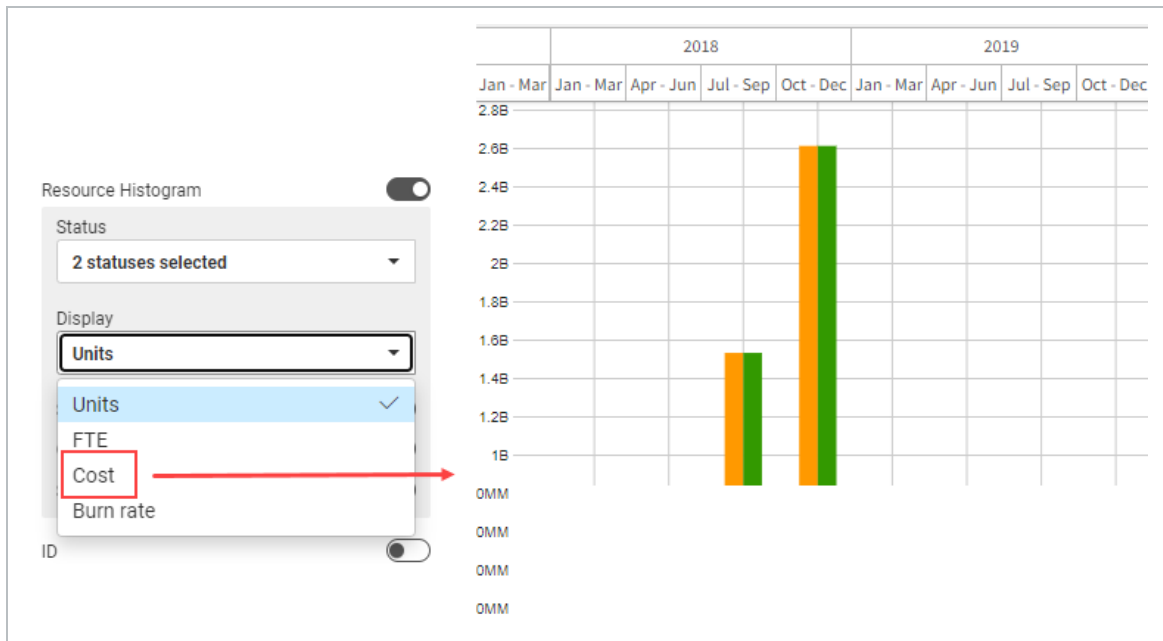 Resource Histogram
Status
2 statuses selected
Display
Units
Units
FTE
Cost
Burn rate
ID
2018 2019
Jan - Mar Jan - Mar Apr - Jun Jul - Sep Oct - Dec Jan - Mar Apr - Jun Jul - Sep Oct - Dec
2.8B
2.6B
2.4B
2.2B
2B
1.8B
1.6B
1.4B
1.2B
1B
0MM
0MM
0MM
0MM